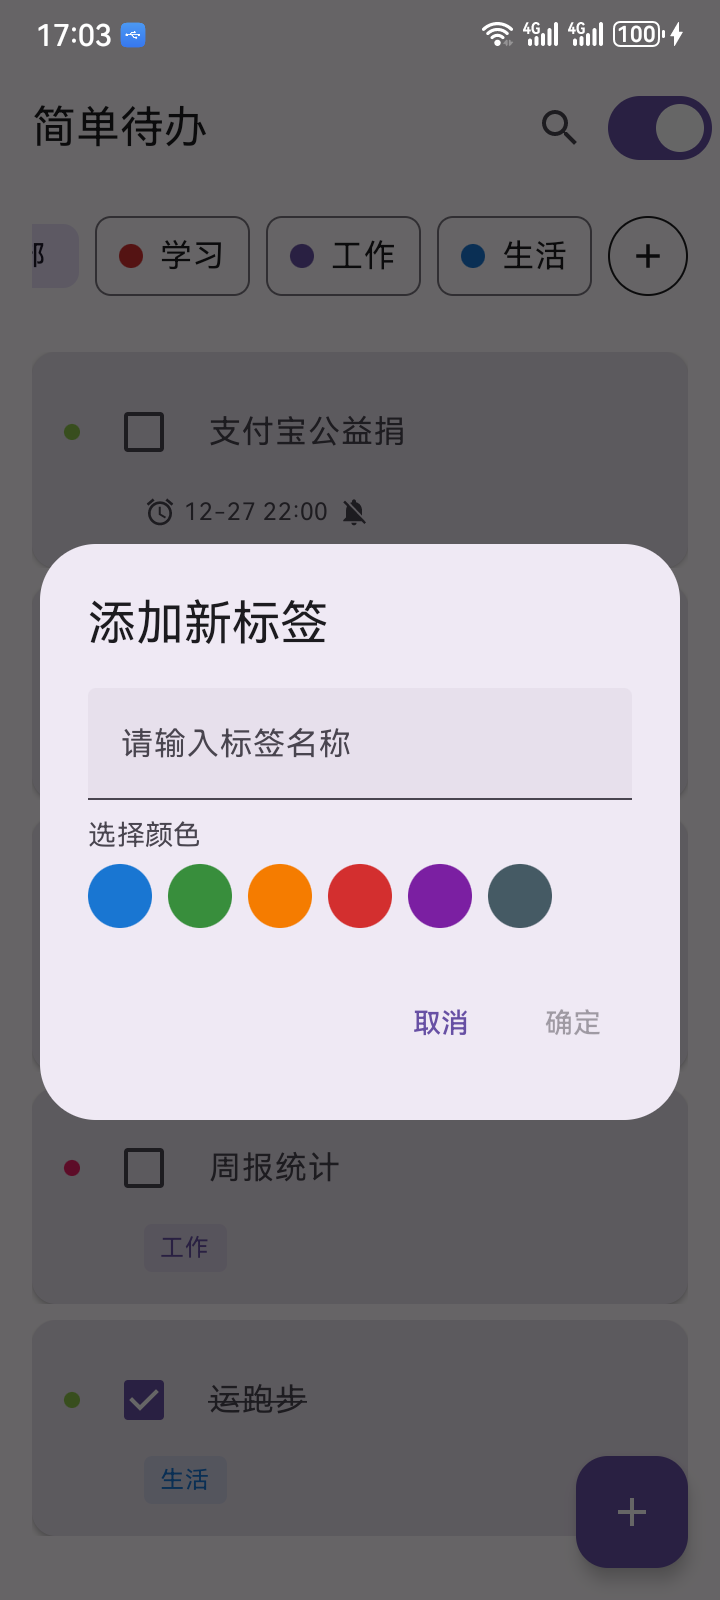 17:03 4G 4G 100
简单待办
部 学习 工作 生活
支付宝公益捐
12-27 22:00
添加新标签
请输入标签名称
选择颜色
取消 确定
周报统计
工作
运跑步
生活